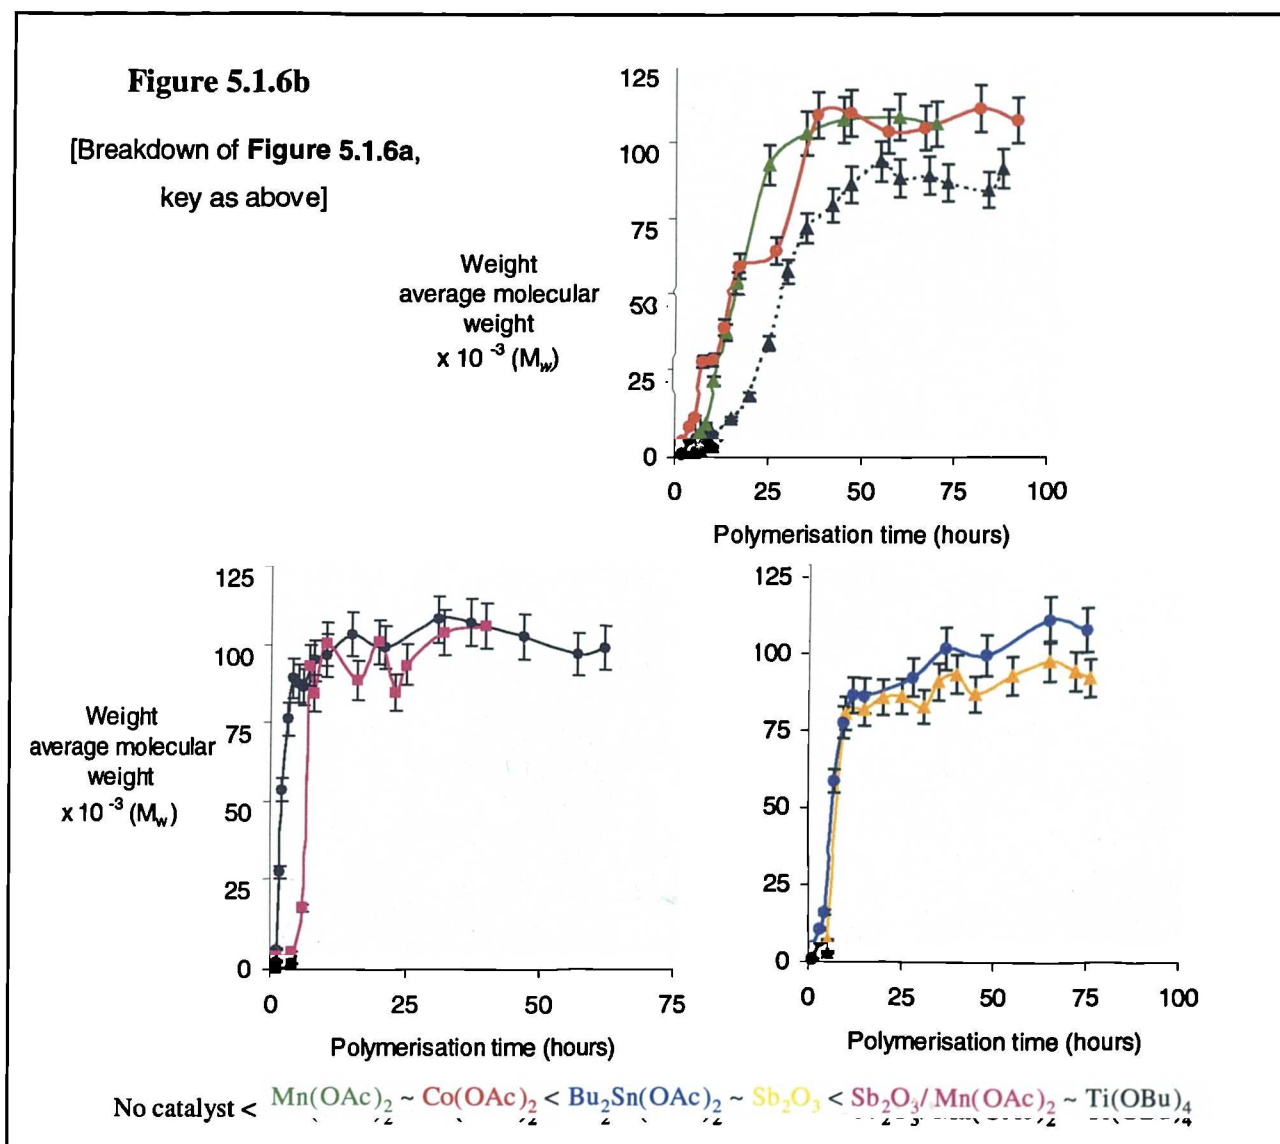 Figure 5.1.6b
[Breakdown of Figure 5.1.6a,
key as above]
Weight
average molecular
weight
x 10 ⁻³ (M_w)
125
100
75
50
25
0
0 25 50 75 100
Polymerisation time (hours)
Weight
average molecular
weight
x 10 ⁻³ (M_w)
125
100
75
50
25
0
0 25 50 75
Polymerisation time (hours)
125
100
75
50
25
0
0 25 50 75 100
Polymerisation time (hours)
No catalyst < Mn(OAc)₂ ~ Co(OAc)₂ < Bu₂Sn(OAc)₂ ~ Sb₂O₃ < Sb₂O₃/ Mn(OAc)₂ ~ Ti(OBu)₄